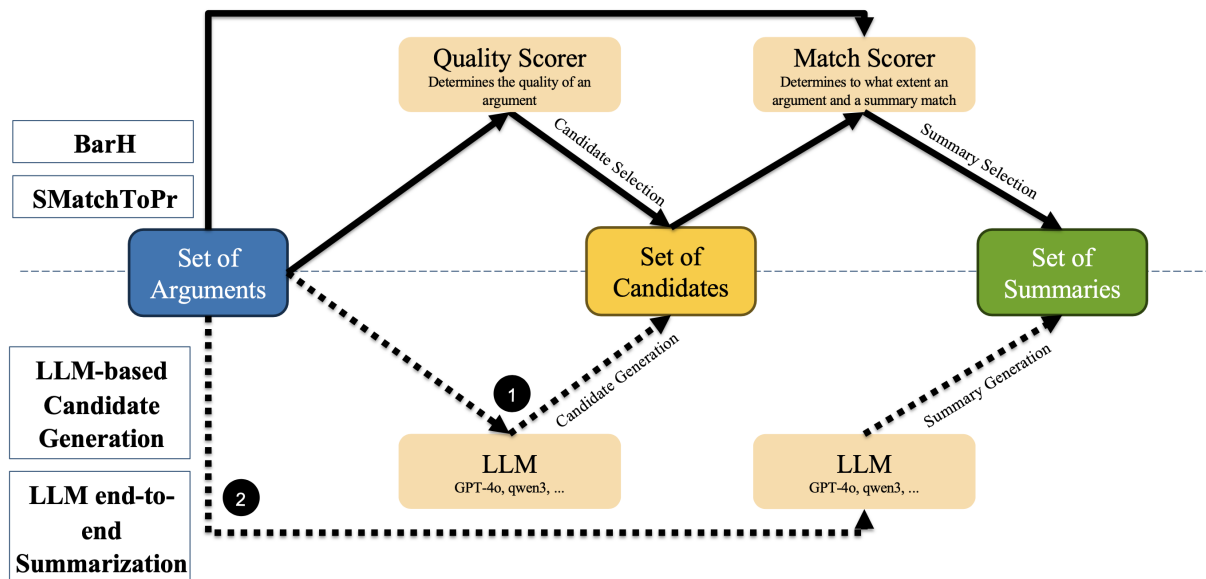 Quality Scorer
Determines the quality of an
argument
Match Scorer
Determines to what extent an
argument and a summary match
BarH
SMatchToPr
Candidate Selection
Summary Selection
Set of
Arguments
Set of
Candidates
Set of
Summaries
LLM-based
Candidate
Generation
1
Candidate Generation
Summary Generation
LLM
GPT-4o, qwen3, ...
LLM
GPT-4o, qwen3, ...
LLM end-to-
end
Summarization
2